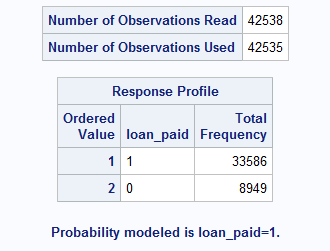 Number of Observations Read 42538
Number of Observations Used 42535
Response Profile
Ordered Value loan_paid Total Frequency
1 1 33586
2 0 8949
Probability modeled is loan_paid=1.